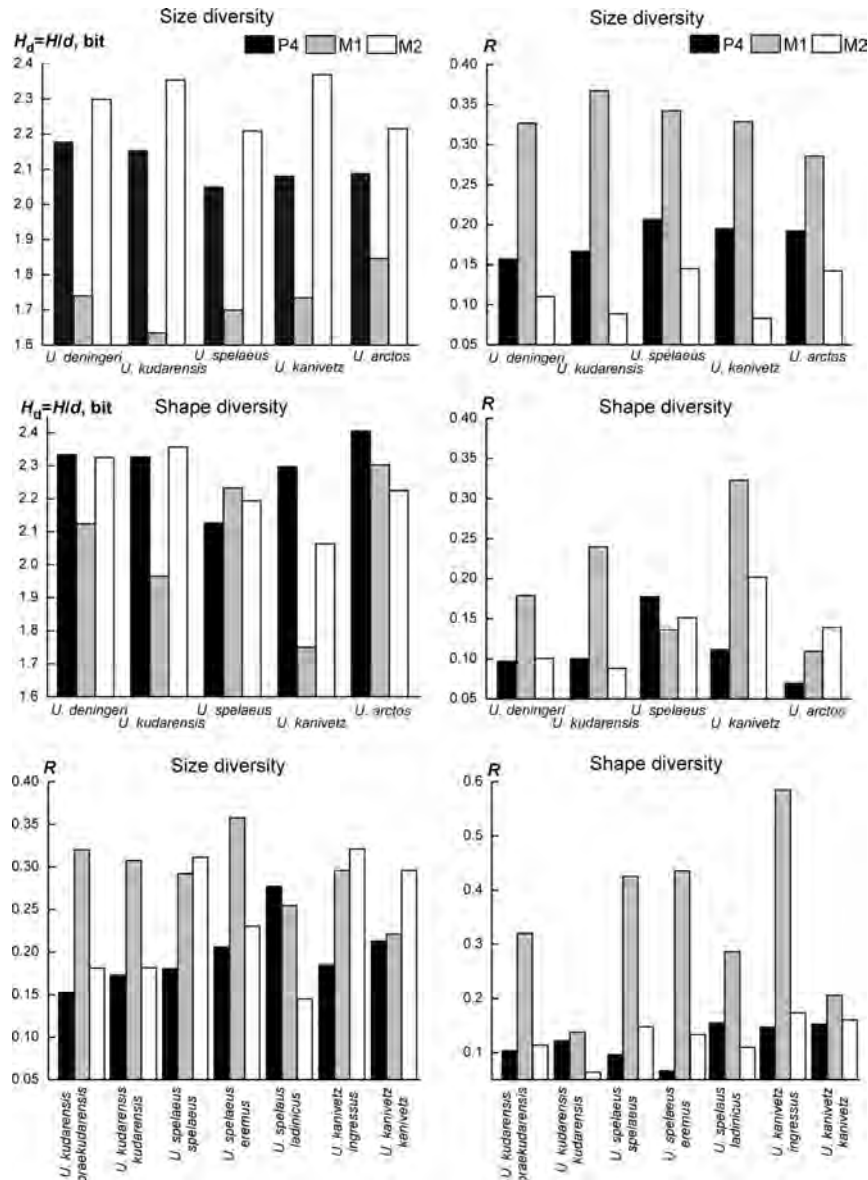 Size diversity
H_d=H/d, bit
P4 M1 M2
2.4
2.3
2.2
2.1
2.0
1.9
1.8
1.7
1.6
U. deningeri
U. kudarensis
U. spelaeus
U. kanivetz
U. arctos
Size diversity
R
P4 M1 M2
0.40
0.35
0.30
0.25
0.20
0.15
0.10
0.05
U. deningeri
U. kudarensis
U. spelaeus
U. kanivetz
U. arctos
H_d=H/d, bit
Shape diversity
2.4
2.3
2.2
2.1
2.0
1.9
1.8
1.7
1.6
U. deningeri
U. kudarensis
U. spelaeus
U. kanivetz
U. arctos
R
Shape diversity
0.40
0.35
0.30
0.25
0.20
0.15
0.10
0.05
U. deningeri
U. kudarensis
U. spelaeus
U. kanivetz
U. arctos
R
Size diversity
0.40
0.35
0.30
0.25
0.20
0.15
0.10
0.05
U. kudarensis
praekudarensis
U. kudarensis
kudarensis
U. spelaeus
spelaeus
U. spelaeus
eremus
U. spelaus
ladinicus
U. kanivetz
ingressus
U. kanivetz
kanivetz
R
Shape diversity
0.6
0.5
0.4
0.3
0.2
0.1
U. kudarensis
praekudarensis
U. kudarensis
kudarensis
U. spelaeus
spelaeus
U. spelaeus
eremus
U. spelaus
ladinicus
U. kanivetz
ingressus
U. kanivetz
kanivetz